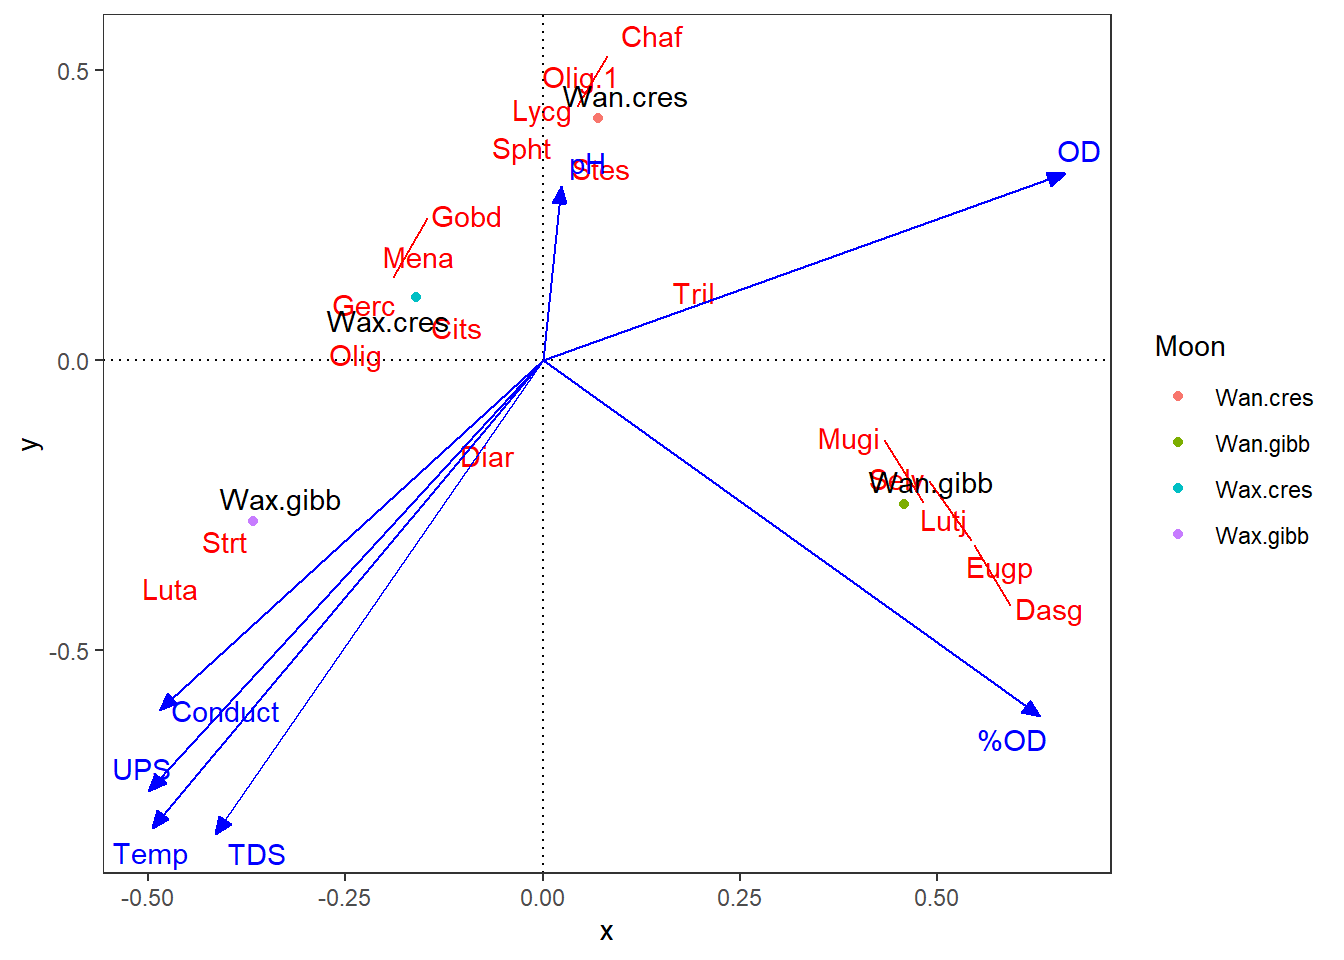 Chaf
0.5
Olig.1
Wan.cres
Lycg
Spht
pH
Stes
OD
Gobd
Mena
Tril
Gerc
Wax.cres
Cits
Olig
0.0
Moon
Wan.cres
Wan.gibb
Wax.cres
Wax.gibb
y
Mugi
Diar
Wan.gibb
Wax.gibb
Lutj
Strt
Eugp
Luta
Dasg
-0.5
Conduct
%OD
UPS
Temp
TDS
-0.50
-0.25
0.00
0.25
0.50
x